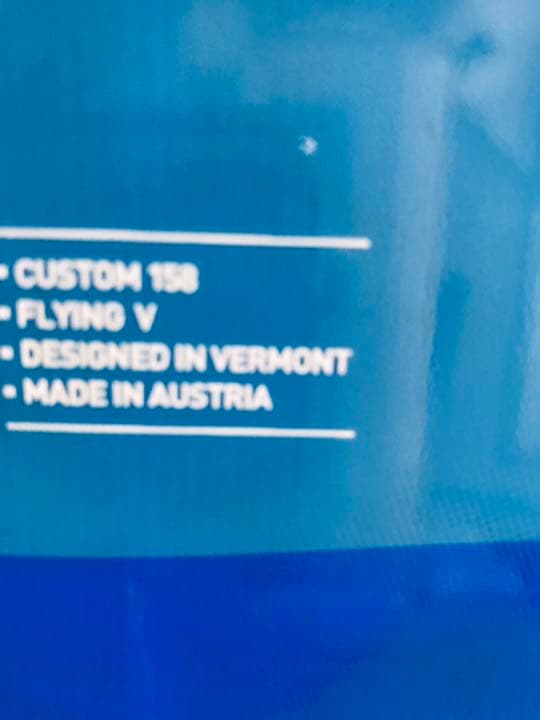 • CUSTOM 158
• FLYING V
• DESIGNED IN VERMONT
• MADE IN AUSTRIA